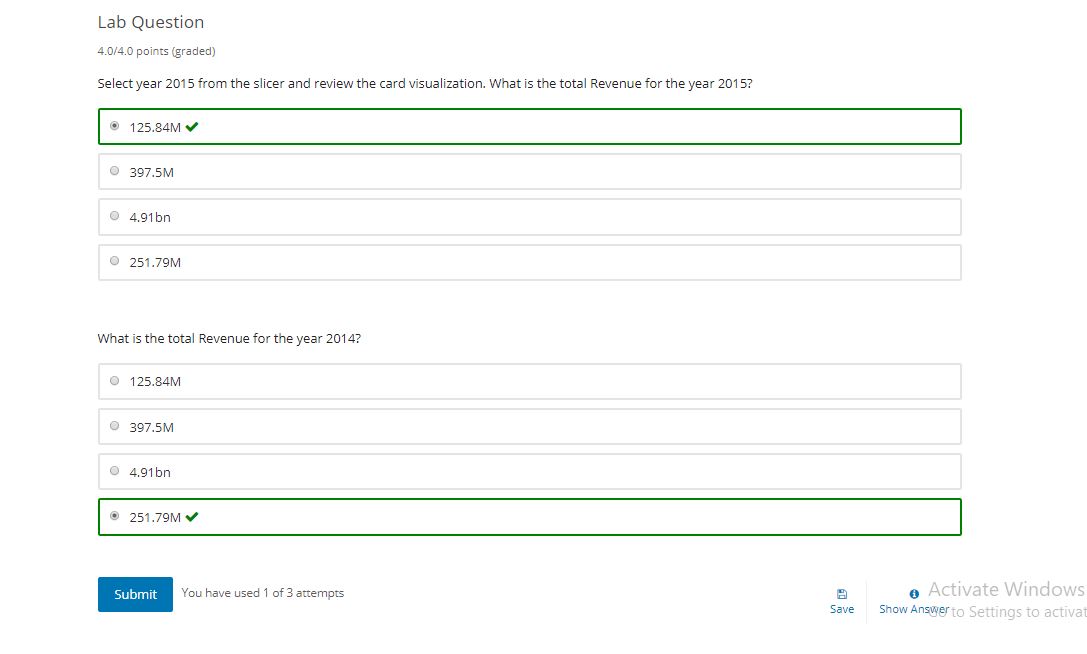 Lab Question
4.0/4.0 points (graded)
Select year 2015 from the slicer and review the card visualization. What is the total Revenue for the year 2015?
125.84M
397.5M
4.91bn
251.79M
What is the total Revenue for the year 2014?
125.84M
397.5M
4.91bn
251.79M
Submit
You have used 1 of 3 attempts
Save
Show Answer
Activate Windows
Go to Settings to activat